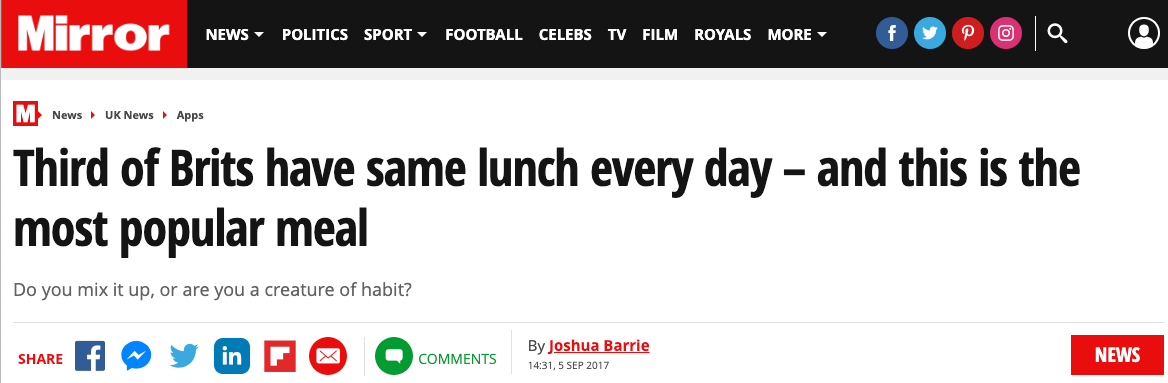 Mirror NEWS POLITICS SPORT FOOTBALL CELEBS TV FILM ROYALS MORE
M News UK News Apps
Third of Brits have same lunch every day – and this is the
most popular meal
Do you mix it up, or are you a creature of habit?
SHARE in COMMENTS By Joshua Barrie
14:31, 5 SEP 2017
NEWS